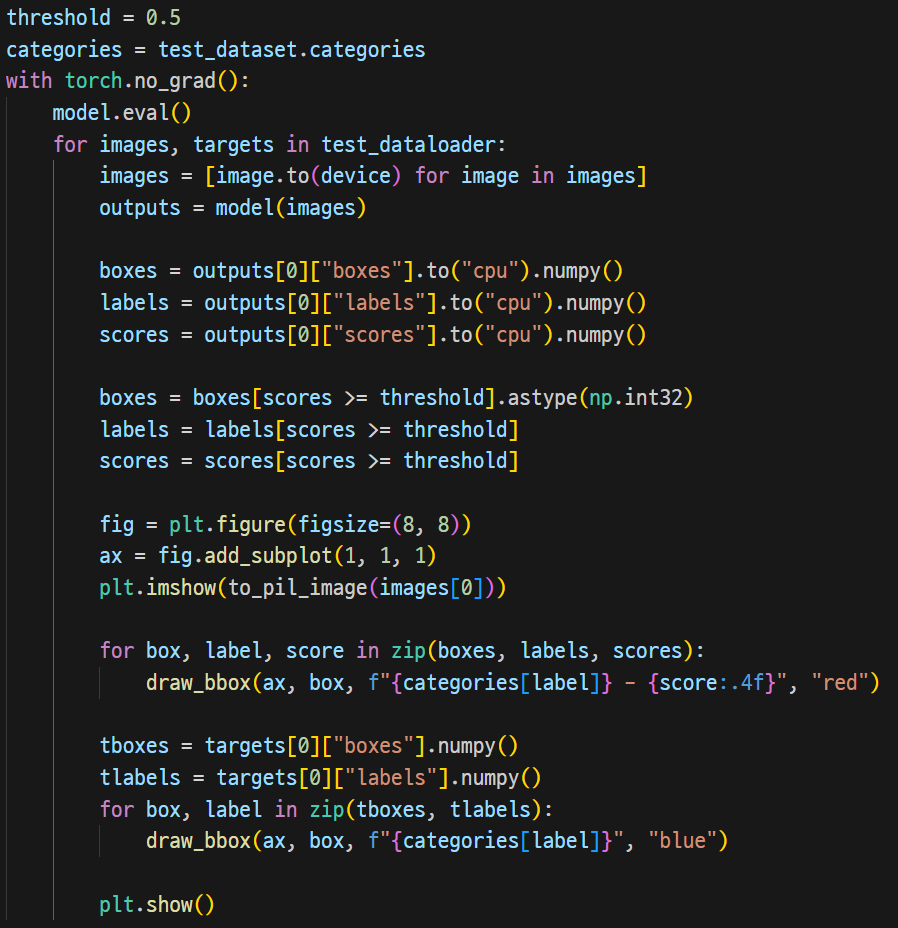 threshold = 0.5
categories = test_dataset.categories
with torch.no_grad():
    model.eval()
    for images, targets in test_dataloader:
        images = [image.to(device) for image in images]
        outputs = model(images)

        boxes = outputs[0]["boxes"].to("cpu").numpy()
        labels = outputs[0]["labels"].to("cpu").numpy()
        scores = outputs[0]["scores"].to("cpu").numpy()

        boxes = boxes[scores >= threshold].astype(np.int32)
        labels = labels[scores >= threshold]
        scores = scores[scores >= threshold]

        fig = plt.figure(figsize=(8, 8))
        ax = fig.add_subplot(1, 1, 1)
        plt.imshow(to_pil_image(images[0]))

        for box, label, score in zip(boxes, labels, scores):
            draw_bbox(ax, box, f"{categories[label]} - {score:.4f}", "red")

        tboxes = targets[0]["boxes"].numpy()
        tlabels = targets[0]["labels"].numpy()
        for box, label in zip(tboxes, tlabels):
            draw_bbox(ax, box, f"{categories[label]}", "blue")

        plt.show()